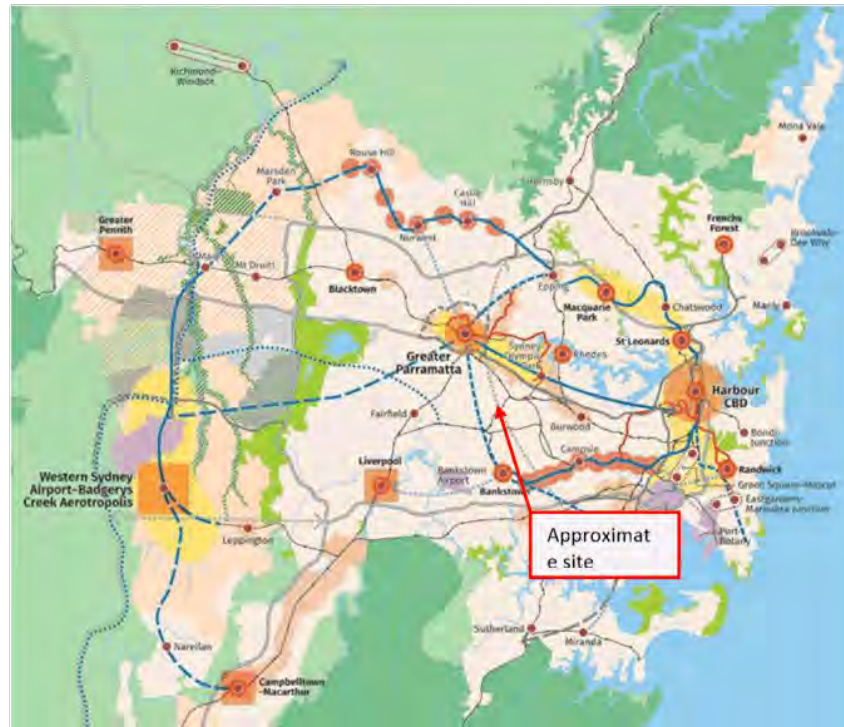 Richmond-
Windsor
Mona Vale
Marsden
Park
Rouse Hill
Hornsby
Castle
Hill
Frenchs
Forest
Greater
Penrith
Norwest
Brookvale-
Dee Why
Mt Druitt
Blacktown
Epping
Macquarie
Park
Chatswood
Manly
St Leonards
Sydney
Olympic
Park
Rhodes
Greater
Parramatta
Harbour
CBD
Fairfield
Burwood
Bondi
Junction
Campsie
Liverpool
Bankstown
Airport
Bankstown
Randwick
Green Square-Mascot
Eastgardens-
Maroubra Junction
Western Sydney
Airport-Badgerys
Creek Aerotropolis
Port
Botany
Leppington
Approximat
e site
Sutherland
Miranda
Narellan
Campbelltown
-Macarthur